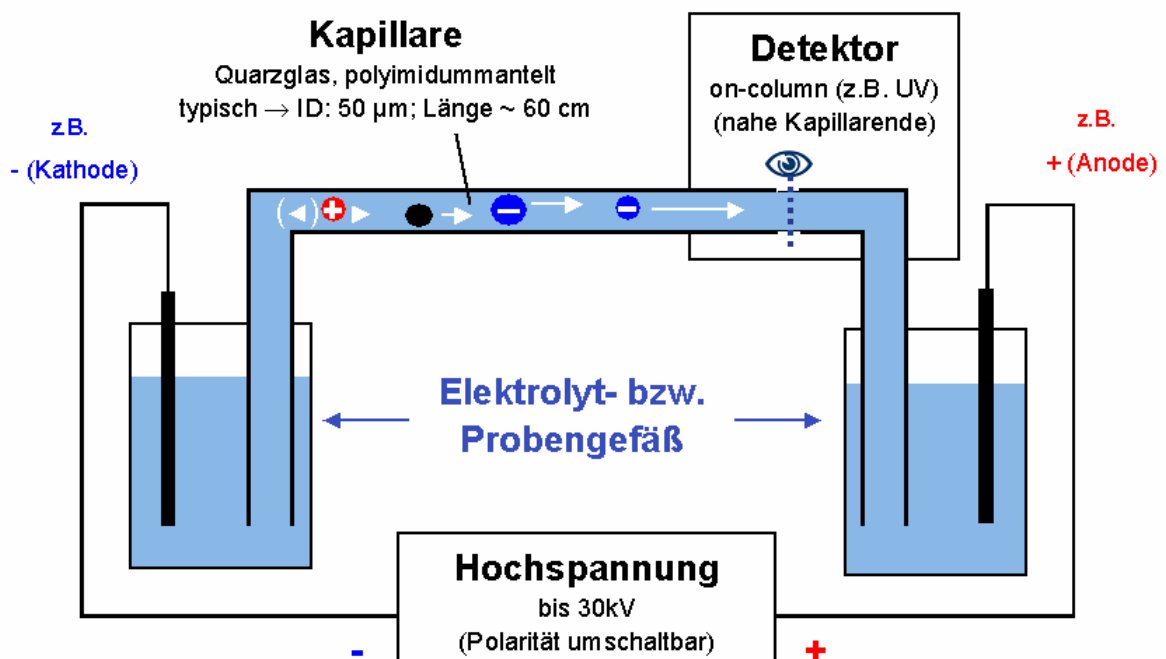 Kapillare
Quarzglas, polyimidummantelt
typisch → ID: 50 µm; Länge ~ 60 cm
Detektor
on-column (z.B. UV)
(nahe Kapillarende)
z.B.
- (Kathode)
z.B.
+ (Anode)
Elektrolyt- bzw.
Probengefäß
Hochspannung
bis 30kV
(Polarität umschaltbar)
- +